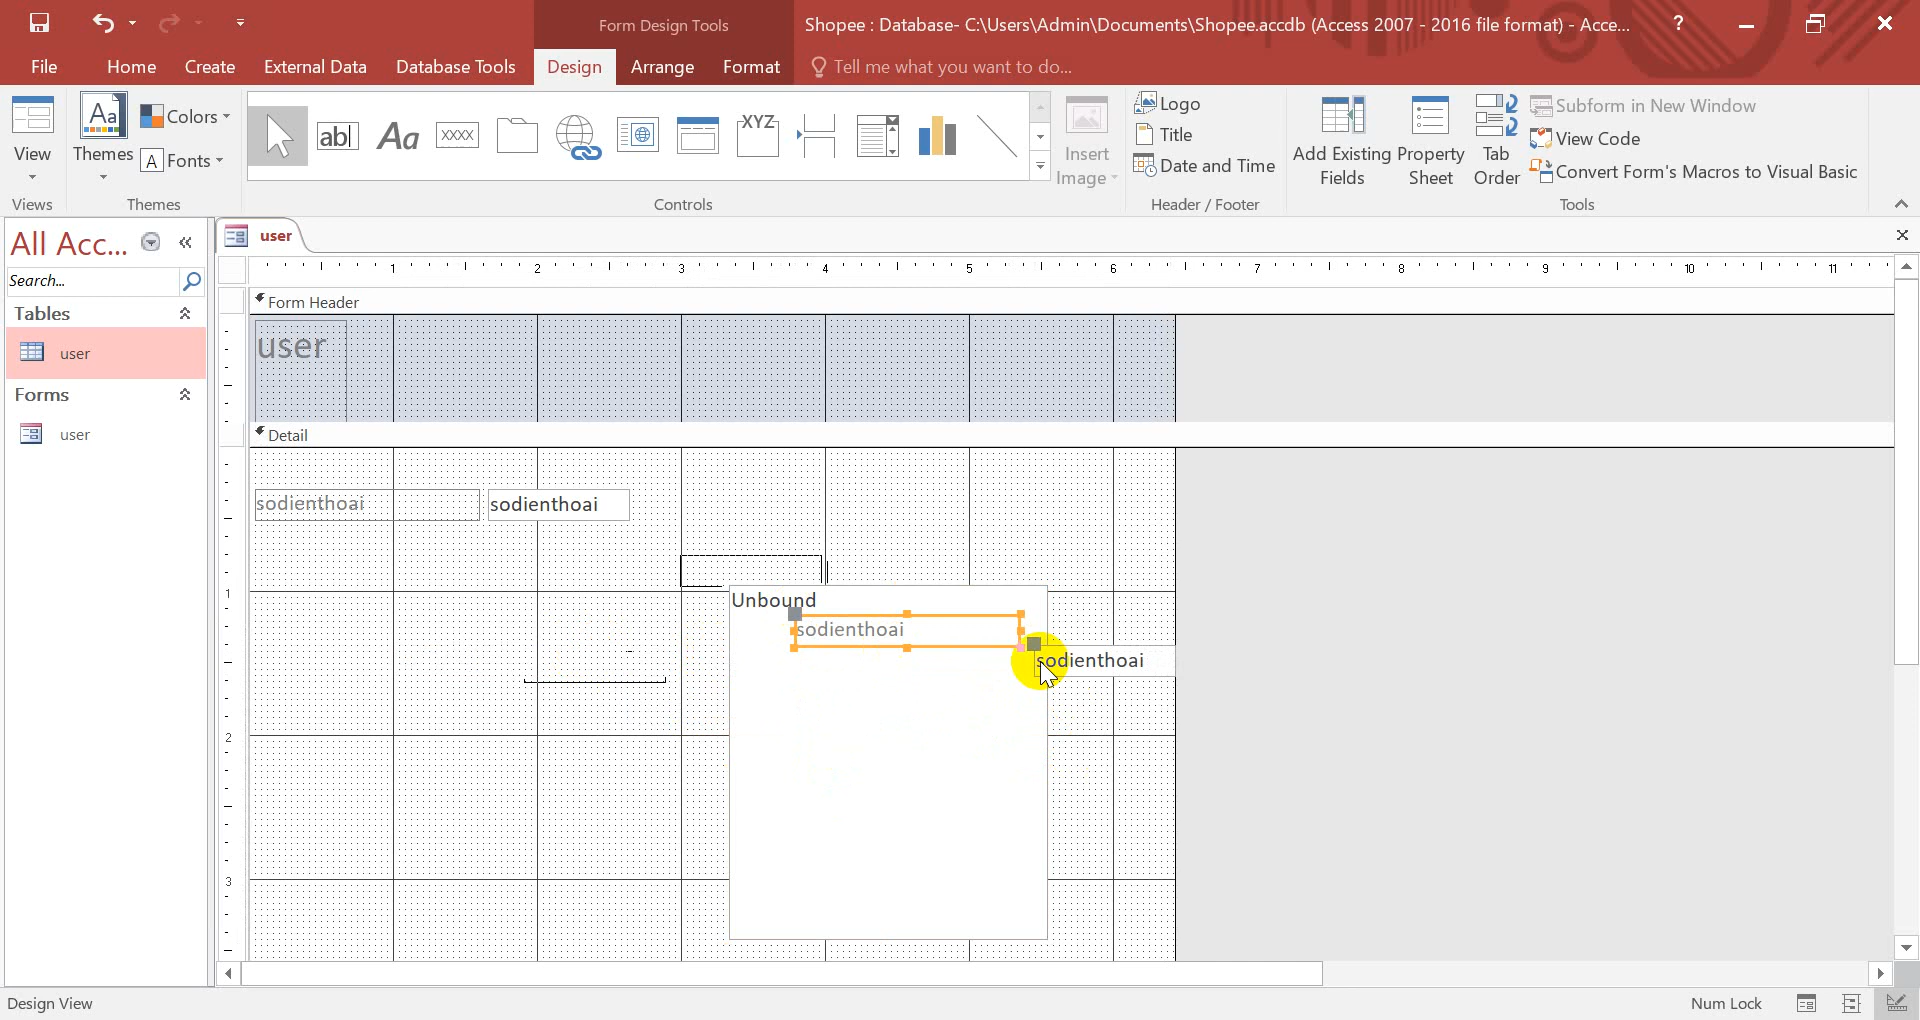 Form Design Tools
Shopee : Database- C:\Users\Admin\Documents\Shopee.accdb (Access 2007 - 2016 file format) - Acce...
?
File
Home
Create
External Data
Database Tools
Design
Arrange
Format
Tell me what you want to do...
View
Views
Aa
Themes
Colors
A Fonts
Themes
ab|
Aa
XXXX
XYZ
Controls
Insert
Image
Logo
Title
Date and Time
Header / Footer
Add Existing
Fields
Property
Sheet
Tab
Order
Subform in New Window
View Code
Convert Form's Macros to Visual Basic
Tools
All Acc...
Search...
Tables
user
Forms
user
user
1 2 3 4 5 6 7 8 9 10 11
Form Header
user
Detail
sodienthoai
sodienthoai
1
Unbound
sodienthoai
sodienthoai
2
3
Design View
Num Lock